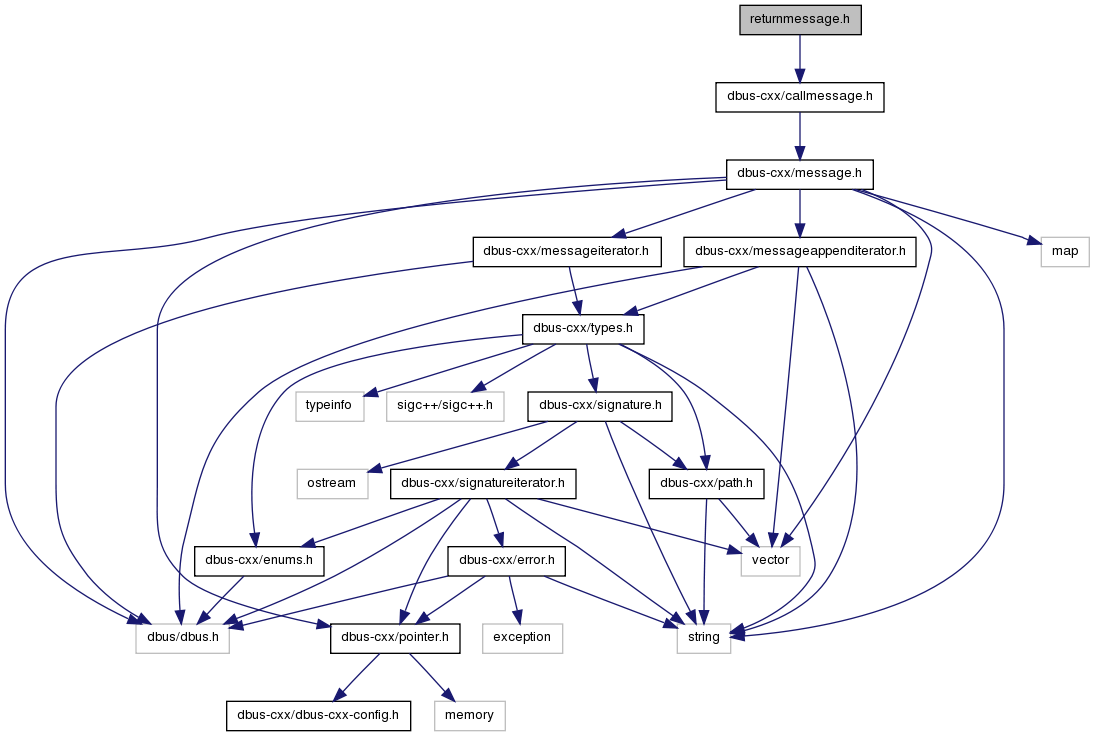 returnmessage.h
dbus-cxx/callmessage.h
dbus-cxx/message.h
dbus-cxx/messageiterator.h
dbus-cxx/messageappenditerator.h
map
dbus-cxx/types.h
typeinfo
sigc++/sigc++.h
dbus-cxx/signature.h
ostream
dbus-cxx/signatureiterator.h
dbus-cxx/path.h
dbus-cxx/enums.h
dbus-cxx/error.h
vector
dbus/dbus.h
dbus-cxx/pointer.h
exception
string
dbus-cxx/dbus-cxx-config.h
memory